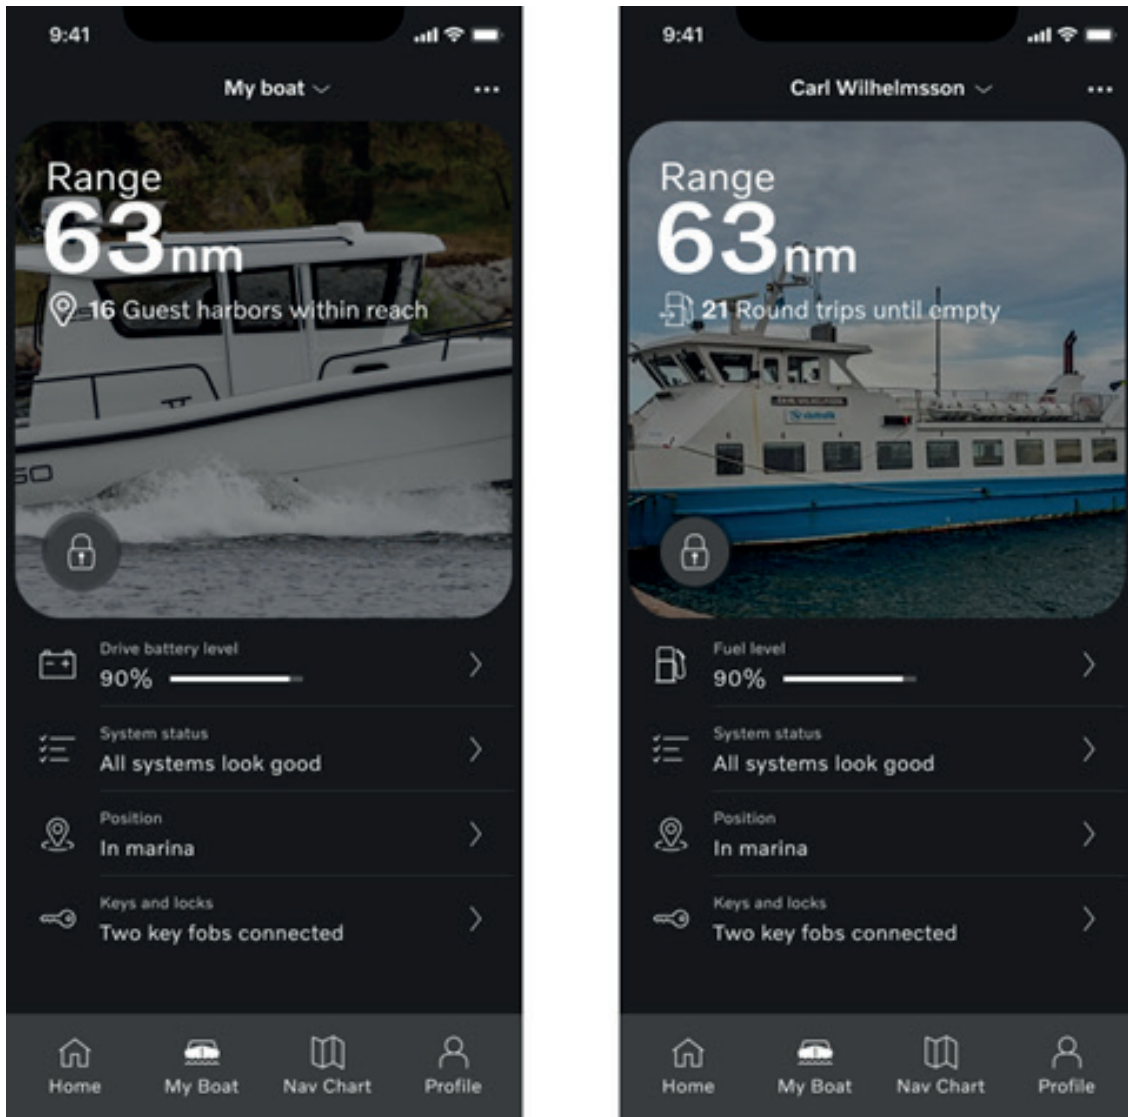 9:41
My boat
Range
63nm
16 Guest harbors within reach
50
Drive battery level
90%
System status
All systems look good
Position
In marina
Keys and locks
Two key fobs connected
Home
My Boat
Nav Chart
Profile
9:41
Carl Wilhelmsson
Range
63nm
21 Round trips until empty
CARL WILHELMSSON
Fuel level
90%
System status
All systems look good
Position
In marina
Keys and locks
Two key fobs connected
Home
My Boat
Nav Chart
Profile